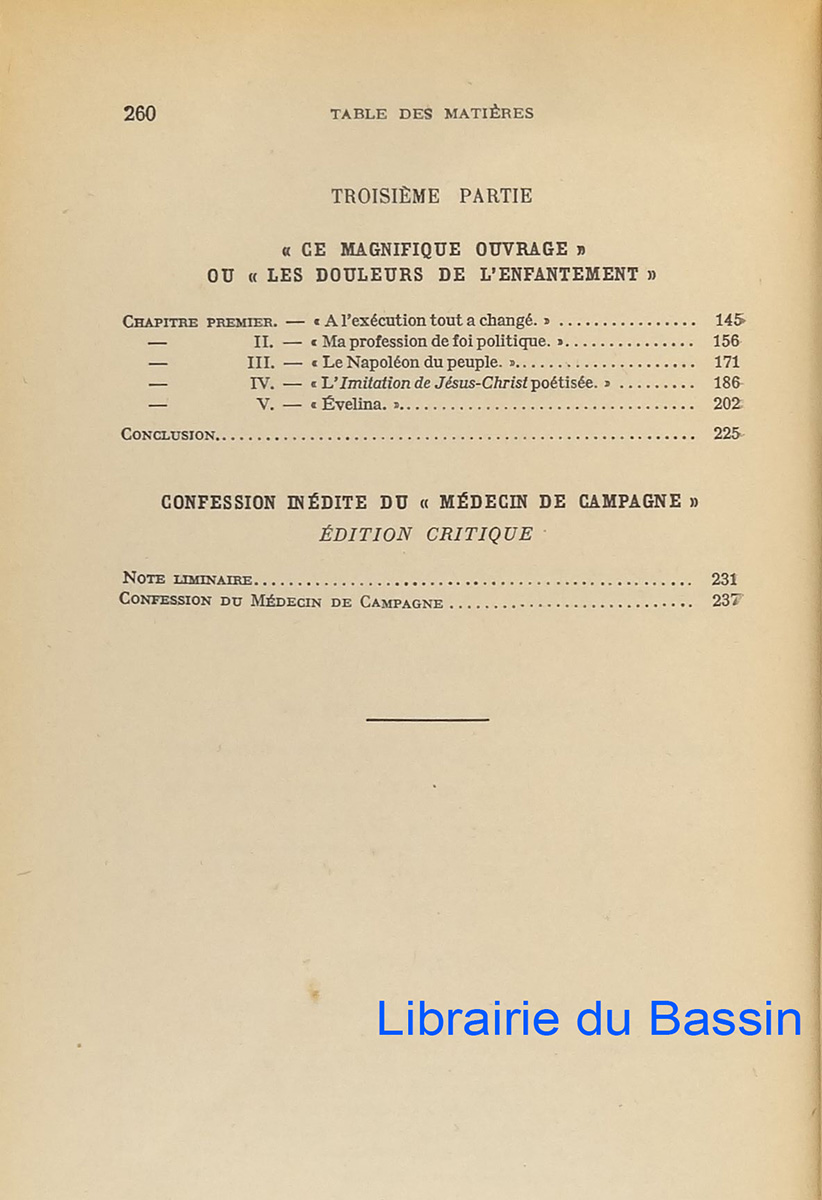 260 TABLE DES MATIÈRES
TROISIÈME PARTIE
« CE MAGNIFIQUE OUVRAGE »
OU « LES DOULEURS DE L'ENFANTEMENT »
CHAPITRE PREMIER. — « A l'exécution tout a changé. » ................ 145
— II. — « Ma profession de foi politique. »............... 156
— III. — « Le Napoléon du peuple. »..................... 171
— IV. — « L'Imitation de Jésus-Christ poétisée. » ......... 186
— V. — « Évelina. »................................... 202
CONCLUSION...................................................... 225
CONFESSION INÉDITE DU « MÉDECIN DE CAMPAGNE »
ÉDITION CRITIQUE
NOTE LIMINAIRE.................................................. 231
CONFESSION DU MÉDECIN DE CAMPAGNE ............................ 237
Librairie du Bassin